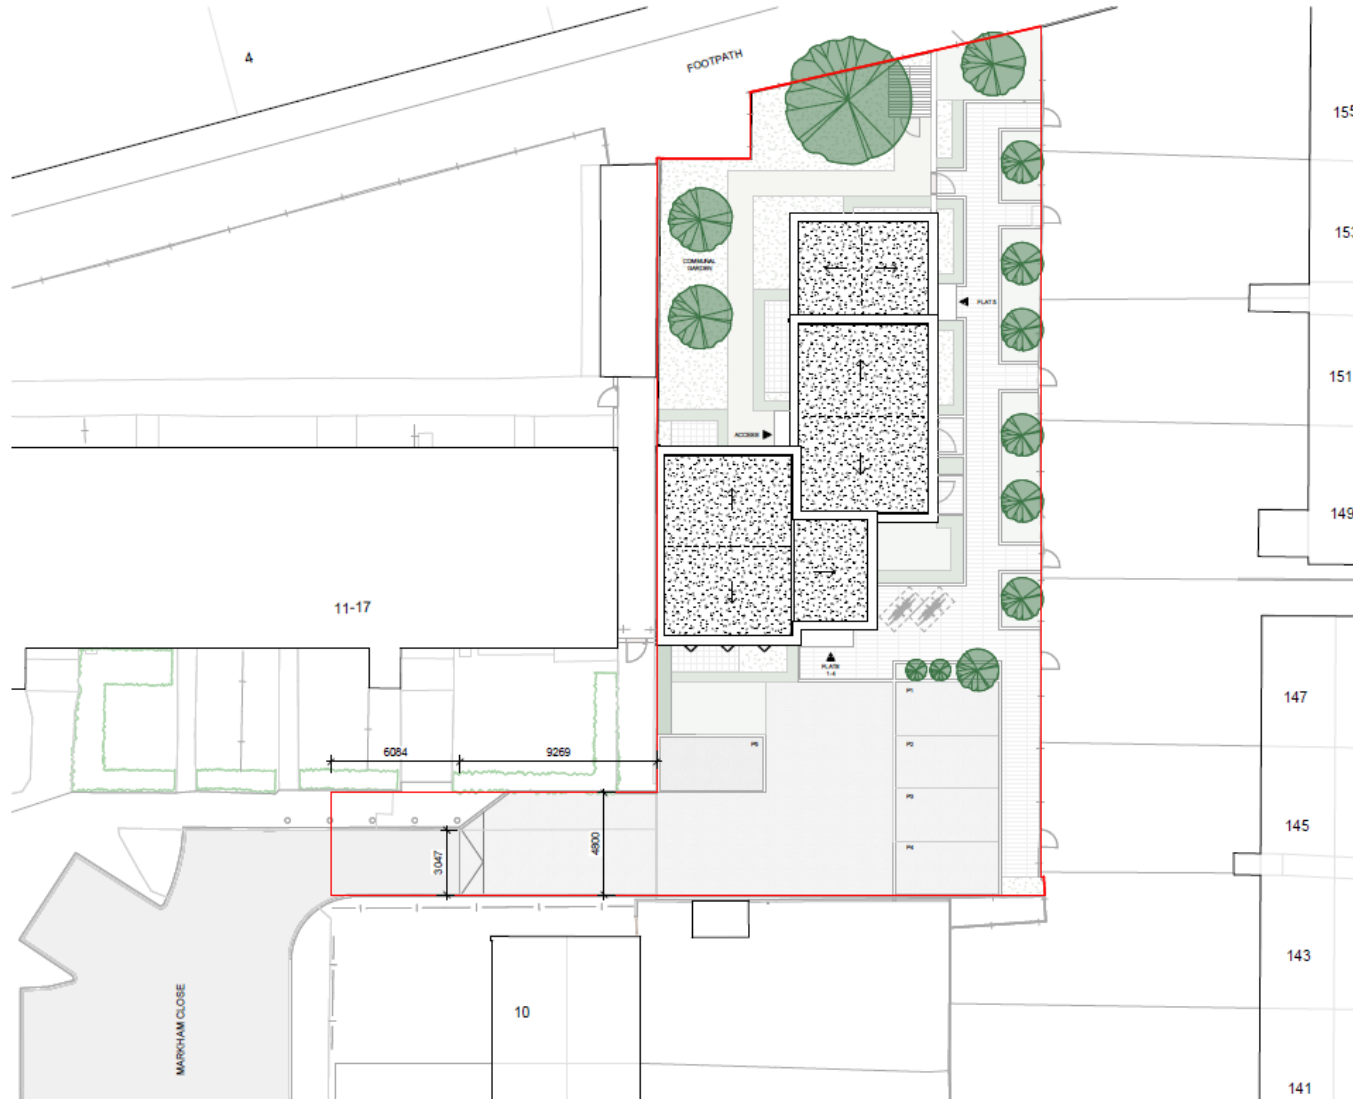 4
FOOTPATH
155
153
COMMUNAL
GARDEN
FLATS
151
ACCESS
149
11-17
FLATS
1-4
P1
147
6084
9269
P5
P2
P3
145
3047
4800
P4
143
MARKHAM CLOSE
10
141